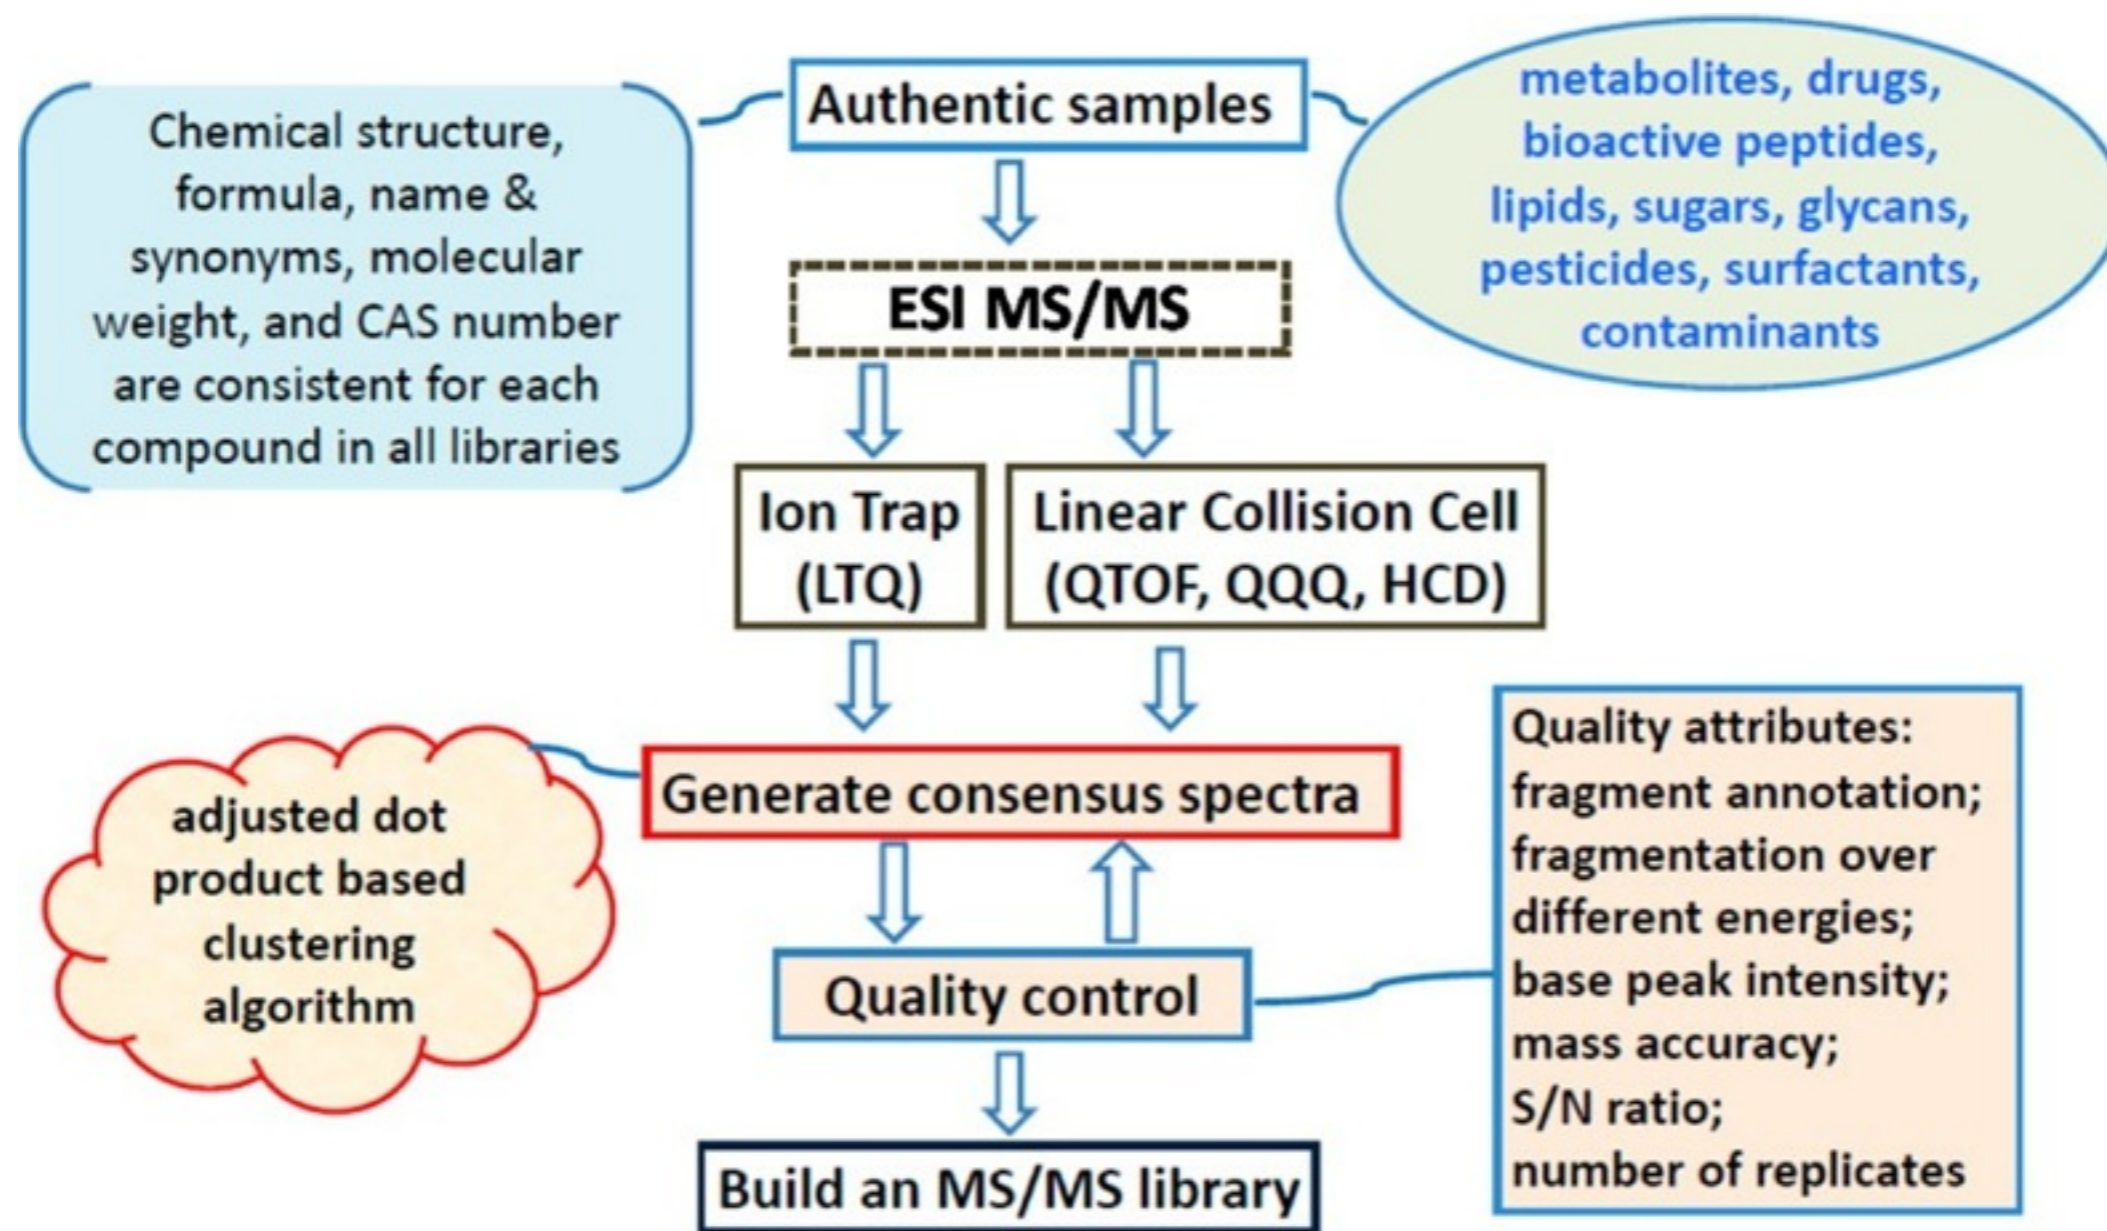 Authentic samples
Chemical structure,
formula, name &
synonyms, molecular
weight, and CAS number
are consistent for each
compound in all libraries
metabolites, drugs,
bioactive peptides,
lipids, sugars, glycans,
pesticides, surfactants,
contaminants
ESI MS/MS
Ion Trap
(LTQ)
Linear Collision Cell
(QTOF, QQQ, HCD)
Generate consensus spectra
adjusted dot
product based
clustering
algorithm
Quality control
Quality attributes:
fragment annotation;
fragmentation over
different energies;
base peak intensity;
mass accuracy;
S/N ratio;
number of replicates
Build an MS/MS library